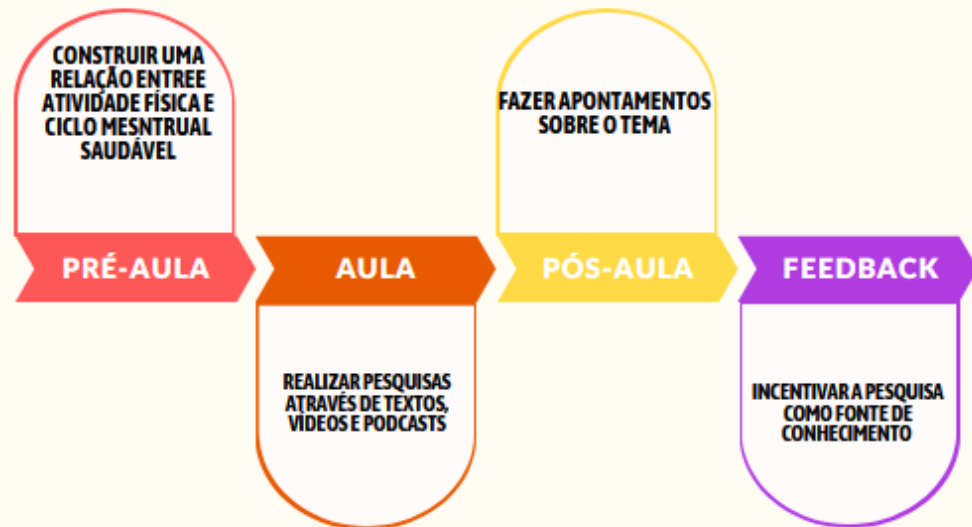 CONSTRUIR UMA
RELAÇÃO ENTREE
ATIVIDADE FÍSICA E
CICLO MESNTRUAL
SAUDÁVEL
FAZER APONTAMENTOS
SOBRE O TEMA
PRÉ-AULA
AULA
PÓS-AULA
FEEDBACK
REALIZAR PESQUISAS
ATRAVÉS DE TEXTOS,
VÍDEOS E PODCASTS
INCENTIVAR A PESQUISA
COMO FONTE DE
CONHECIMENTO